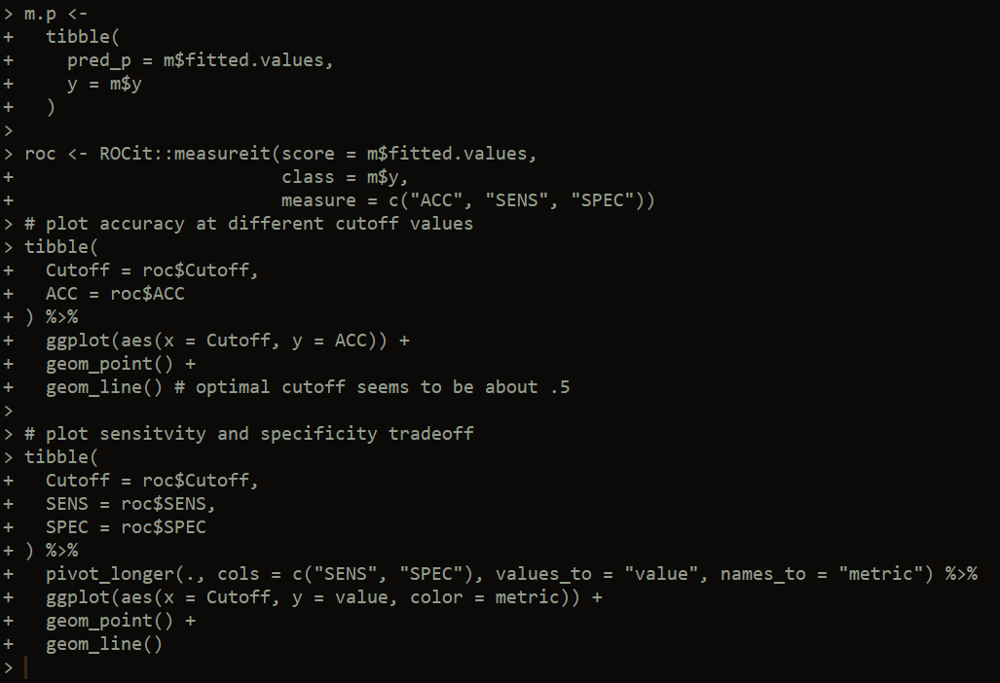 > m.p <-
+   tibble(
+     pred_p = m$fitted.values,
+     y = m$y
+   )
>
> roc <- ROCit::measureit(score = m$fitted.values,
+                         class = m$y,
+                         measure = c("ACC", "SENS", "SPEC"))
> # plot accuracy at different cutoff values
> tibble(
+   Cutoff = roc$Cutoff,
+   ACC = roc$ACC
+ ) %>%
+   ggplot(aes(x = Cutoff, y = ACC)) +
+   geom_point() +
+   geom_line() # optimal cutoff seems to be about .5
>
> # plot sensitvity and specificity tradeoff
> tibble(
+   Cutoff = roc$Cutoff,
+   SENS = roc$SENS,
+   SPEC = roc$SPEC
+ ) %>%
+   pivot_longer(., cols = c("SENS", "SPEC"), values_to = "value", names_to = "metric") %>%
+   ggplot(aes(x = Cutoff, y = value, color = metric)) +
+   geom_point() +
+   geom_line()
>